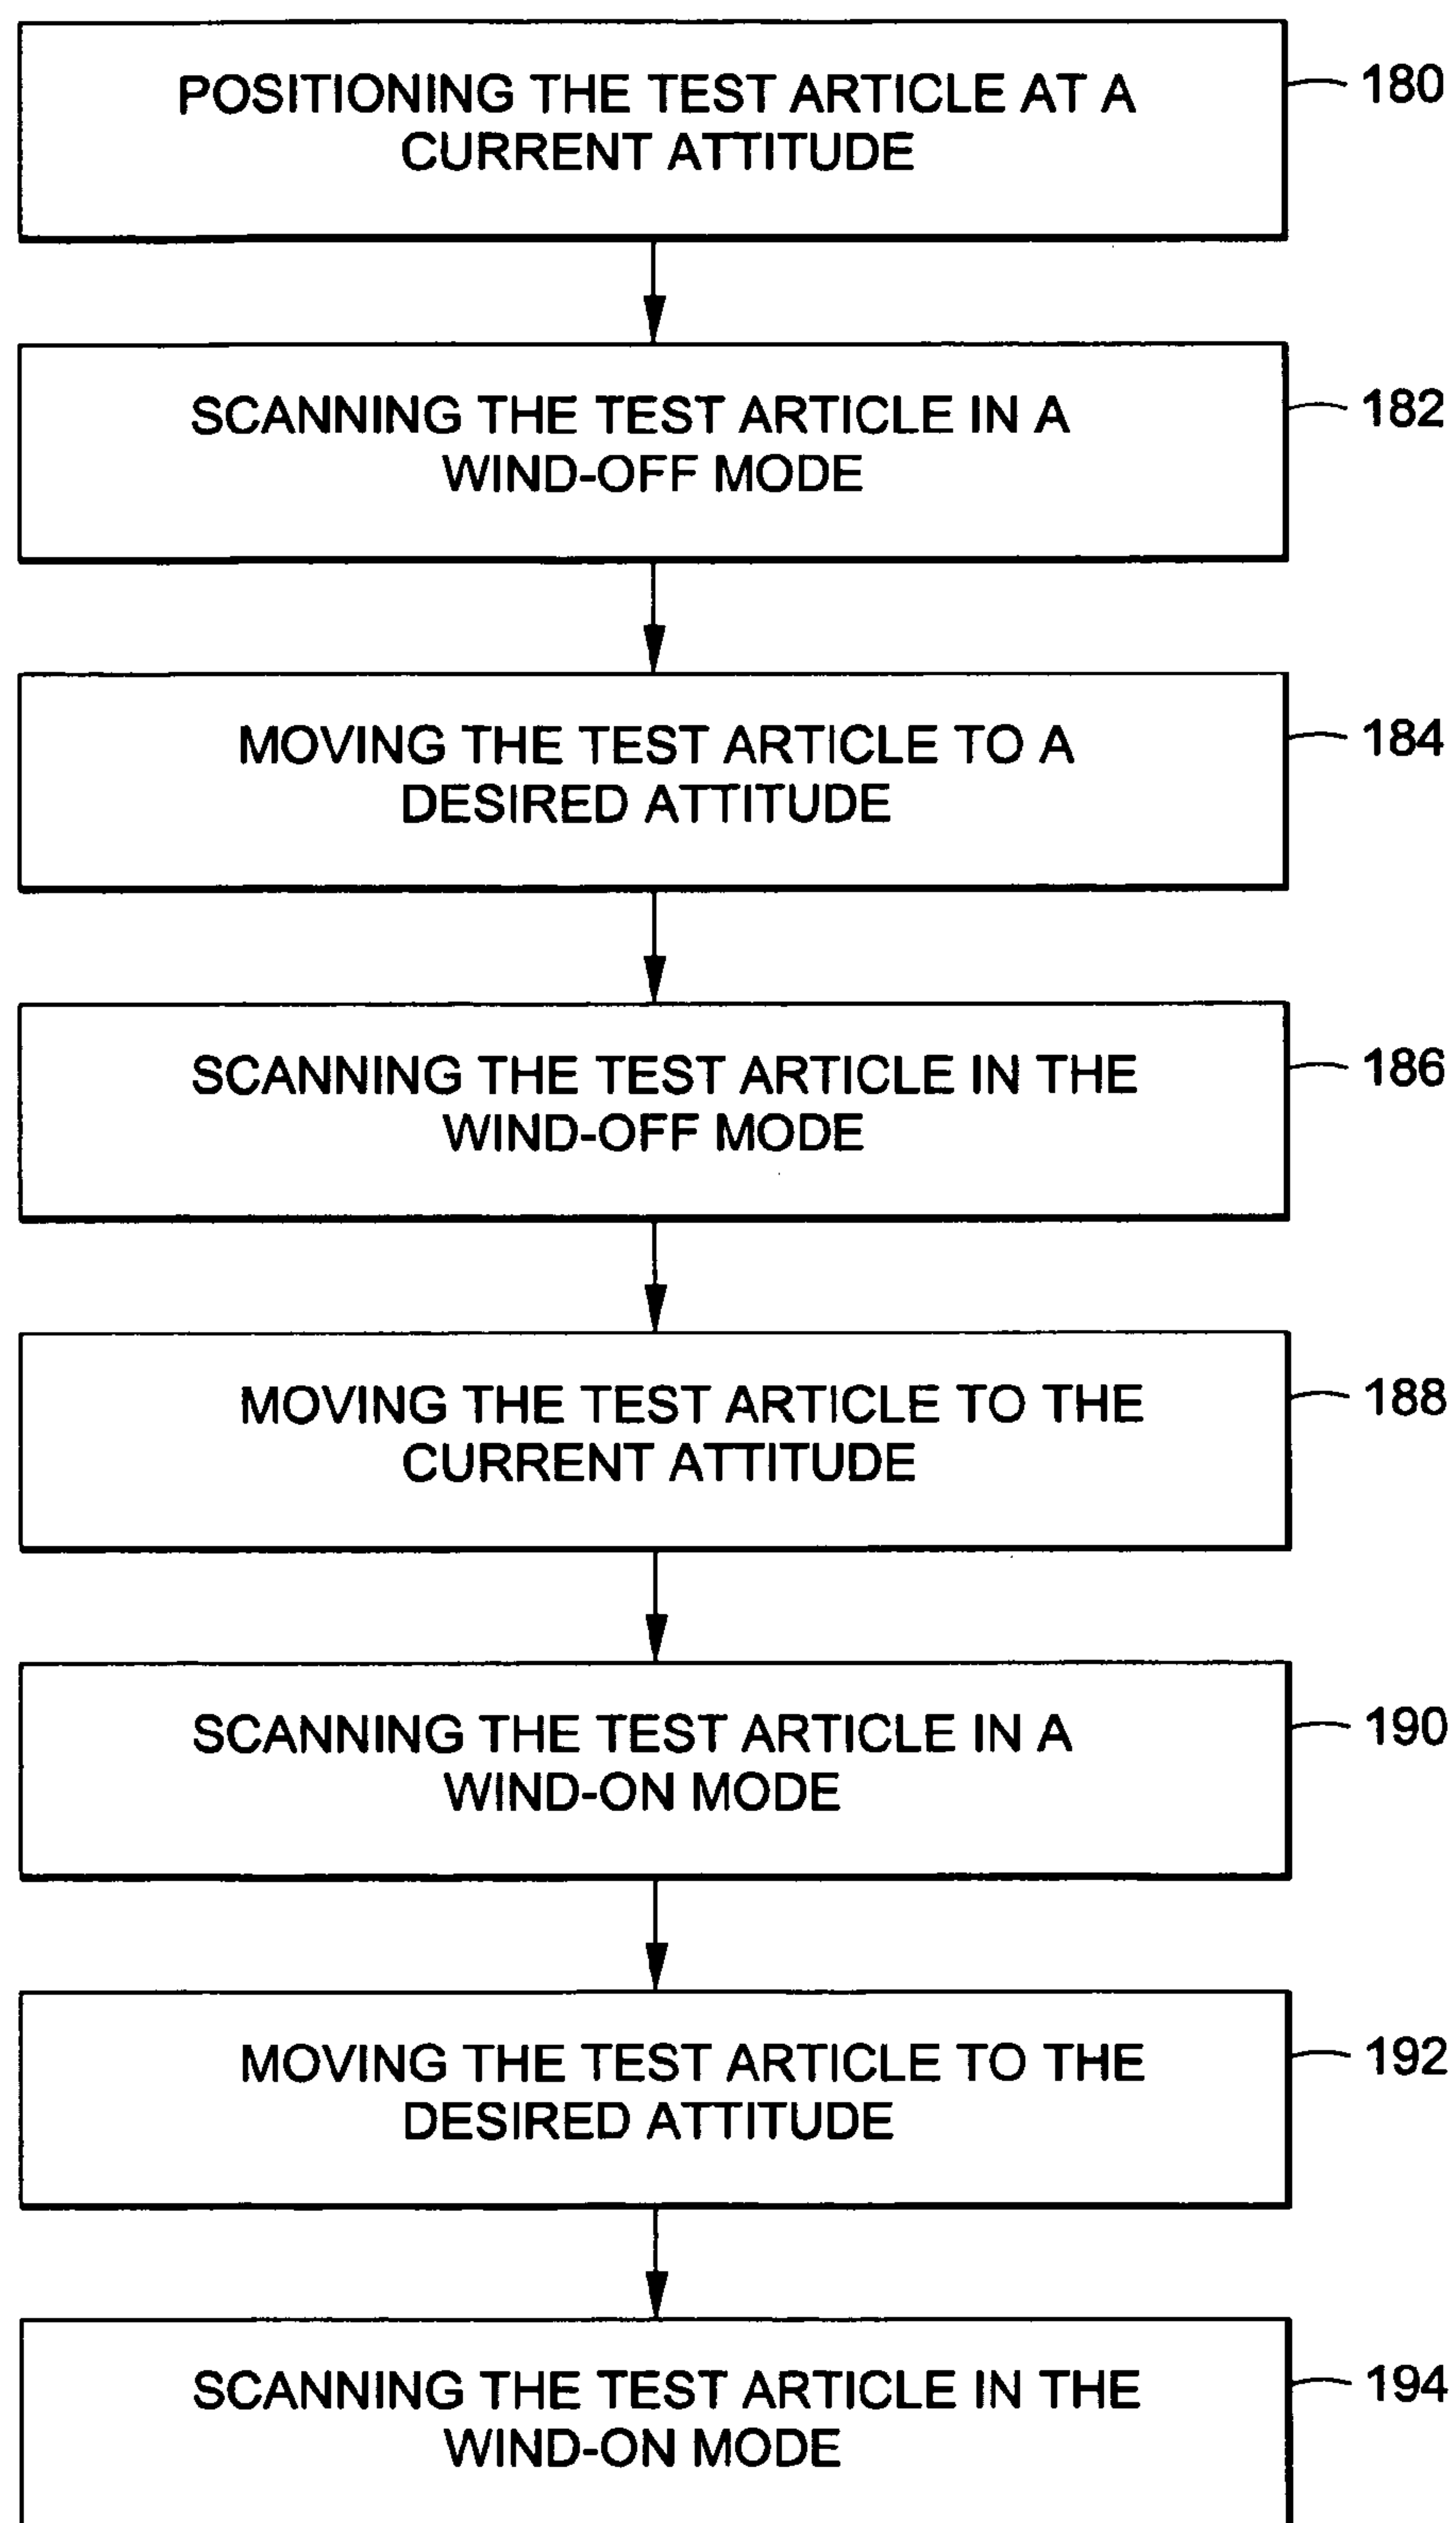 POSITIONING THE TEST ARTICLE AT A
CURRENT ATTITUDE
180
SCANNING THE TEST ARTICLE IN A
WIND-OFF MODE
182
MOVING THE TEST ARTICLE TO A
DESIRED ATTITUDE
184
SCANNING THE TEST ARTICLE IN THE
WIND-OFF MODE
186
MOVING THE TEST ARTICLE TO THE
CURRENT ATTITUDE
188
SCANNING THE TEST ARTICLE IN A
WIND-ON MODE
190
MOVING THE TEST ARTICLE TO THE
DESIRED ATTITUDE
192
SCANNING THE TEST ARTICLE IN THE
WIND-ON MODE
194